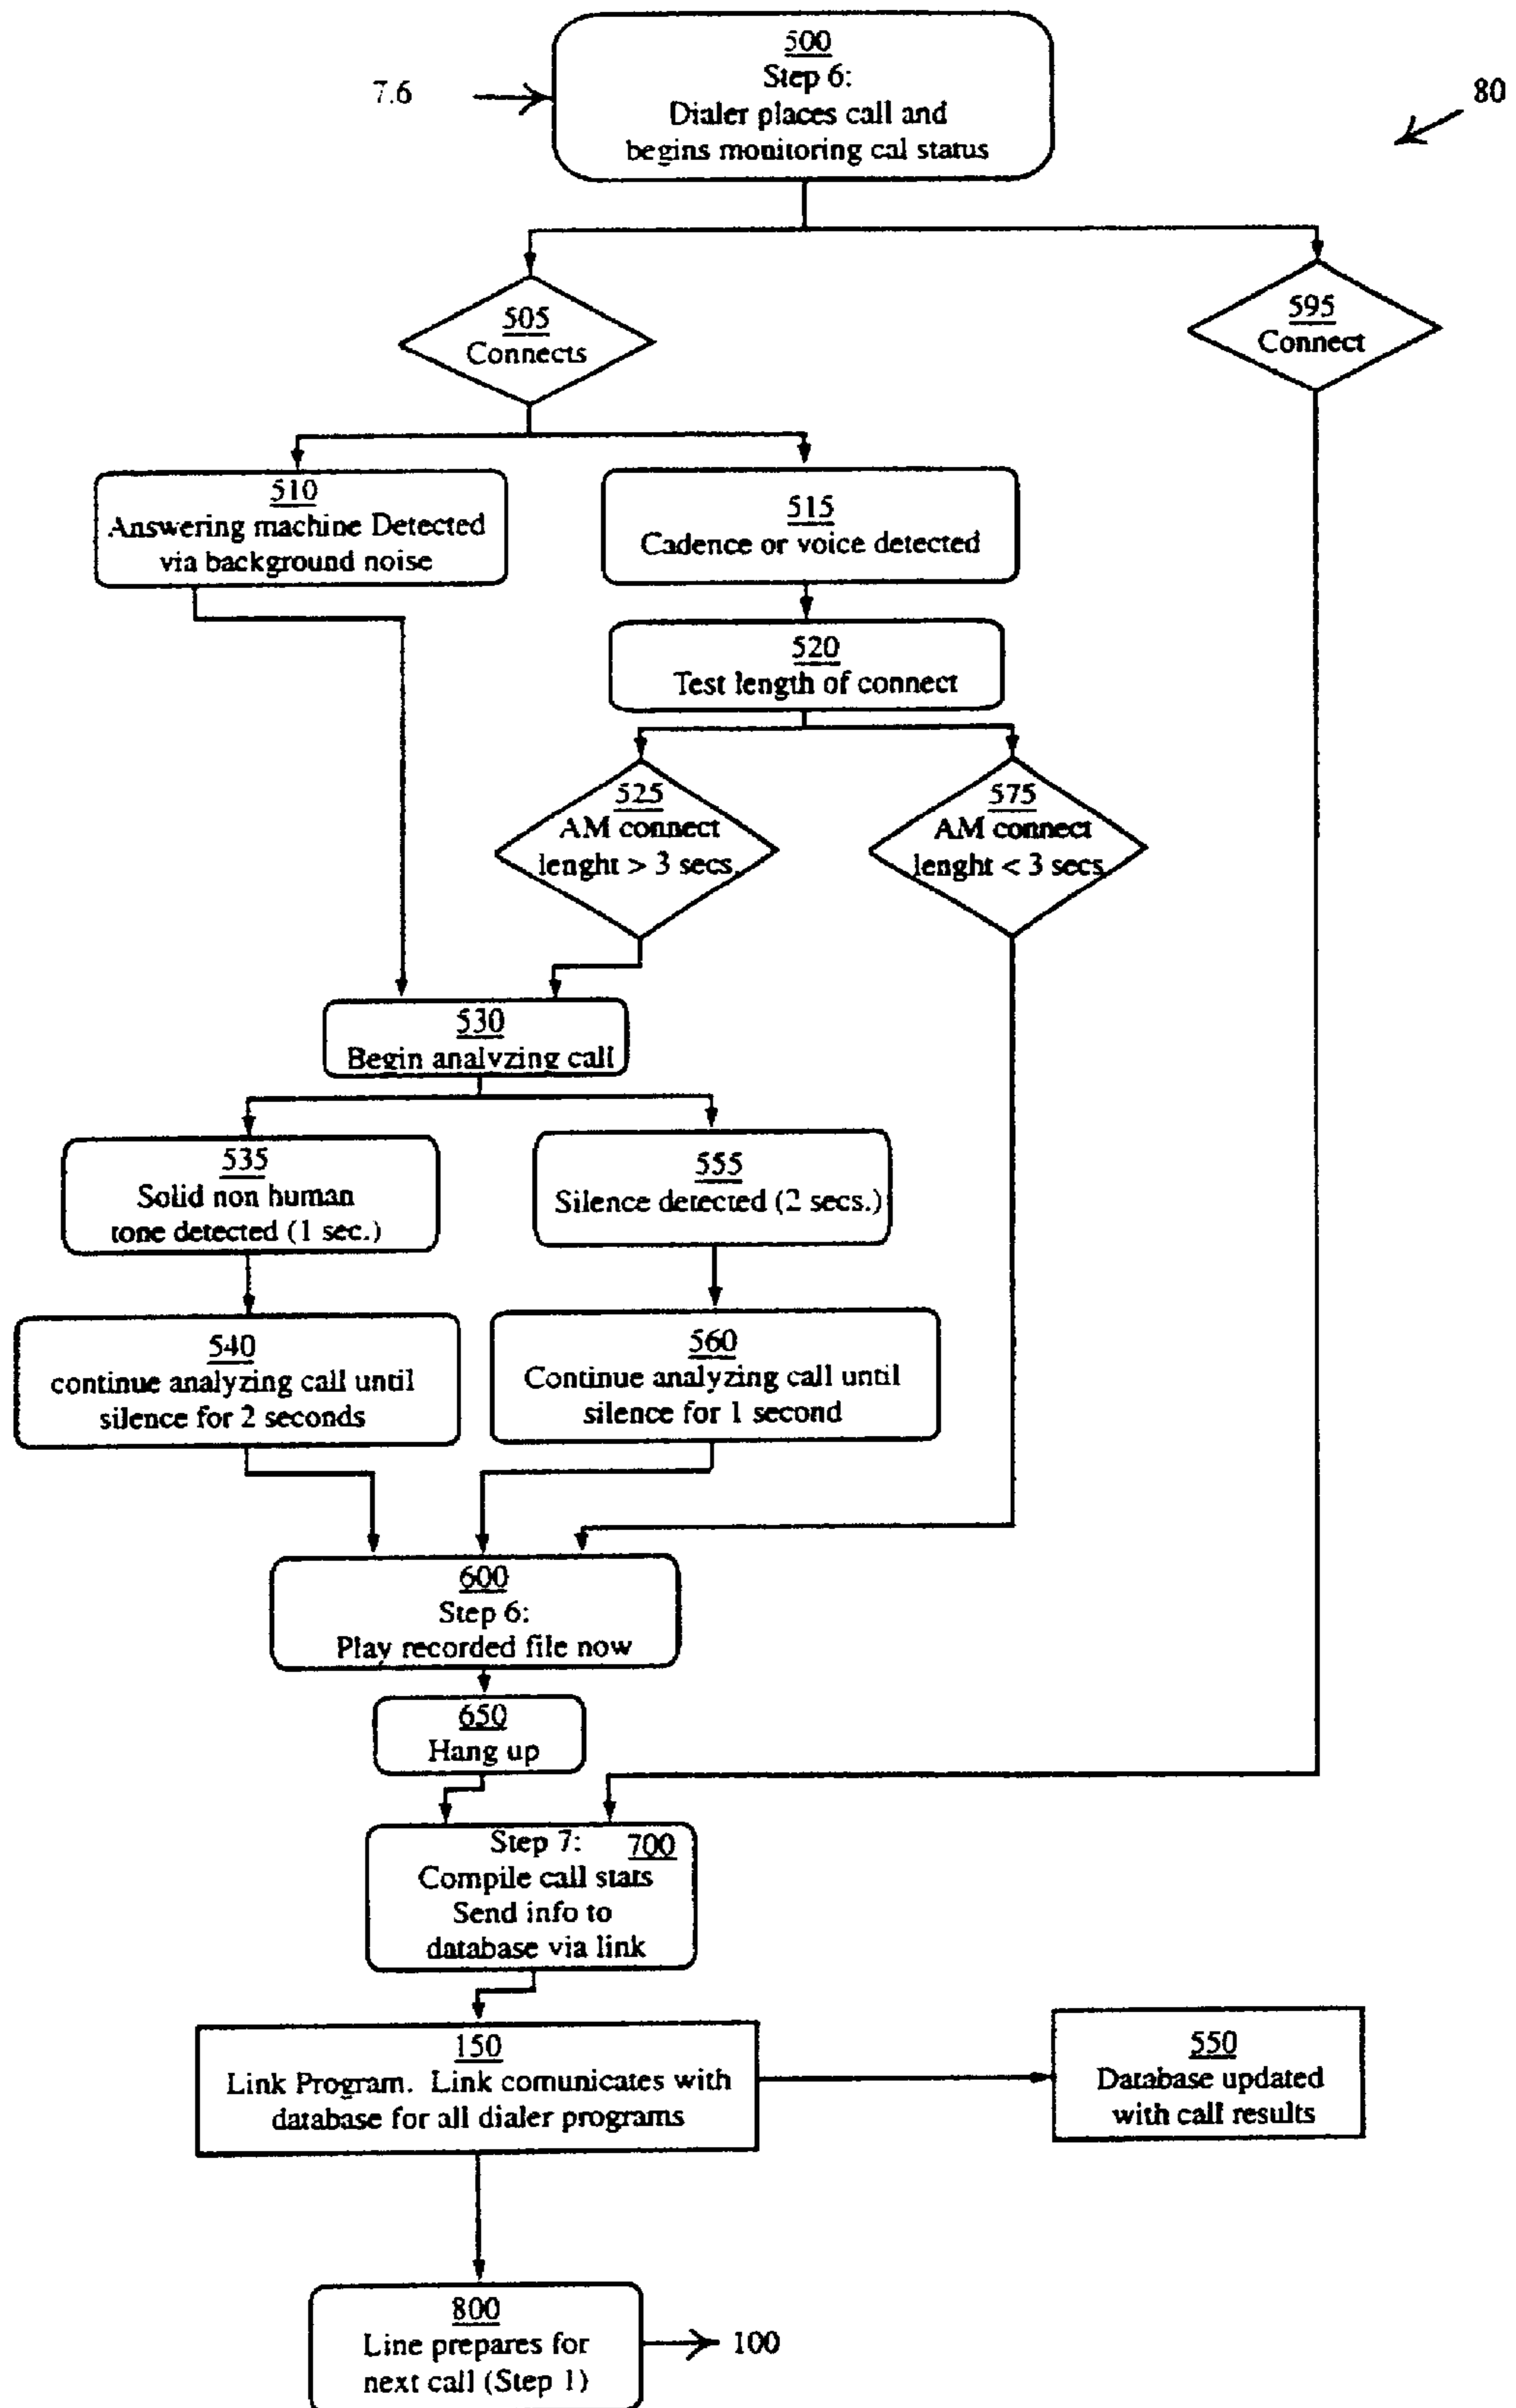 500
Step 6:
7.6
Dialer places call and
begins monitoring cal status
80
505
Connects
595
Connect
510
Answering machine Detected
via background noise
515
Cadence or voice detected
520
Test length of connect
525
AM connect
lenght > 3 secs.
575
AM connect
lenght < 3 secs
530
Begin analyzing call
535
Solid non human
tone detected (1 sec.)
555
Silence detected (2 secs.)
540
continue analyzing call until
silence for 2 seconds
560
Continue analyzing call until
silence for 1 second
600
Step 6:
Play recorded file now
650
Hang up
Step 7: 700
Compile call stats
Send info to
database via link
150
Link Program. Link comunicates with
database for all dialer programs
550
Database updated
with call results
800
Line prepares for
next call (Step 1)
100